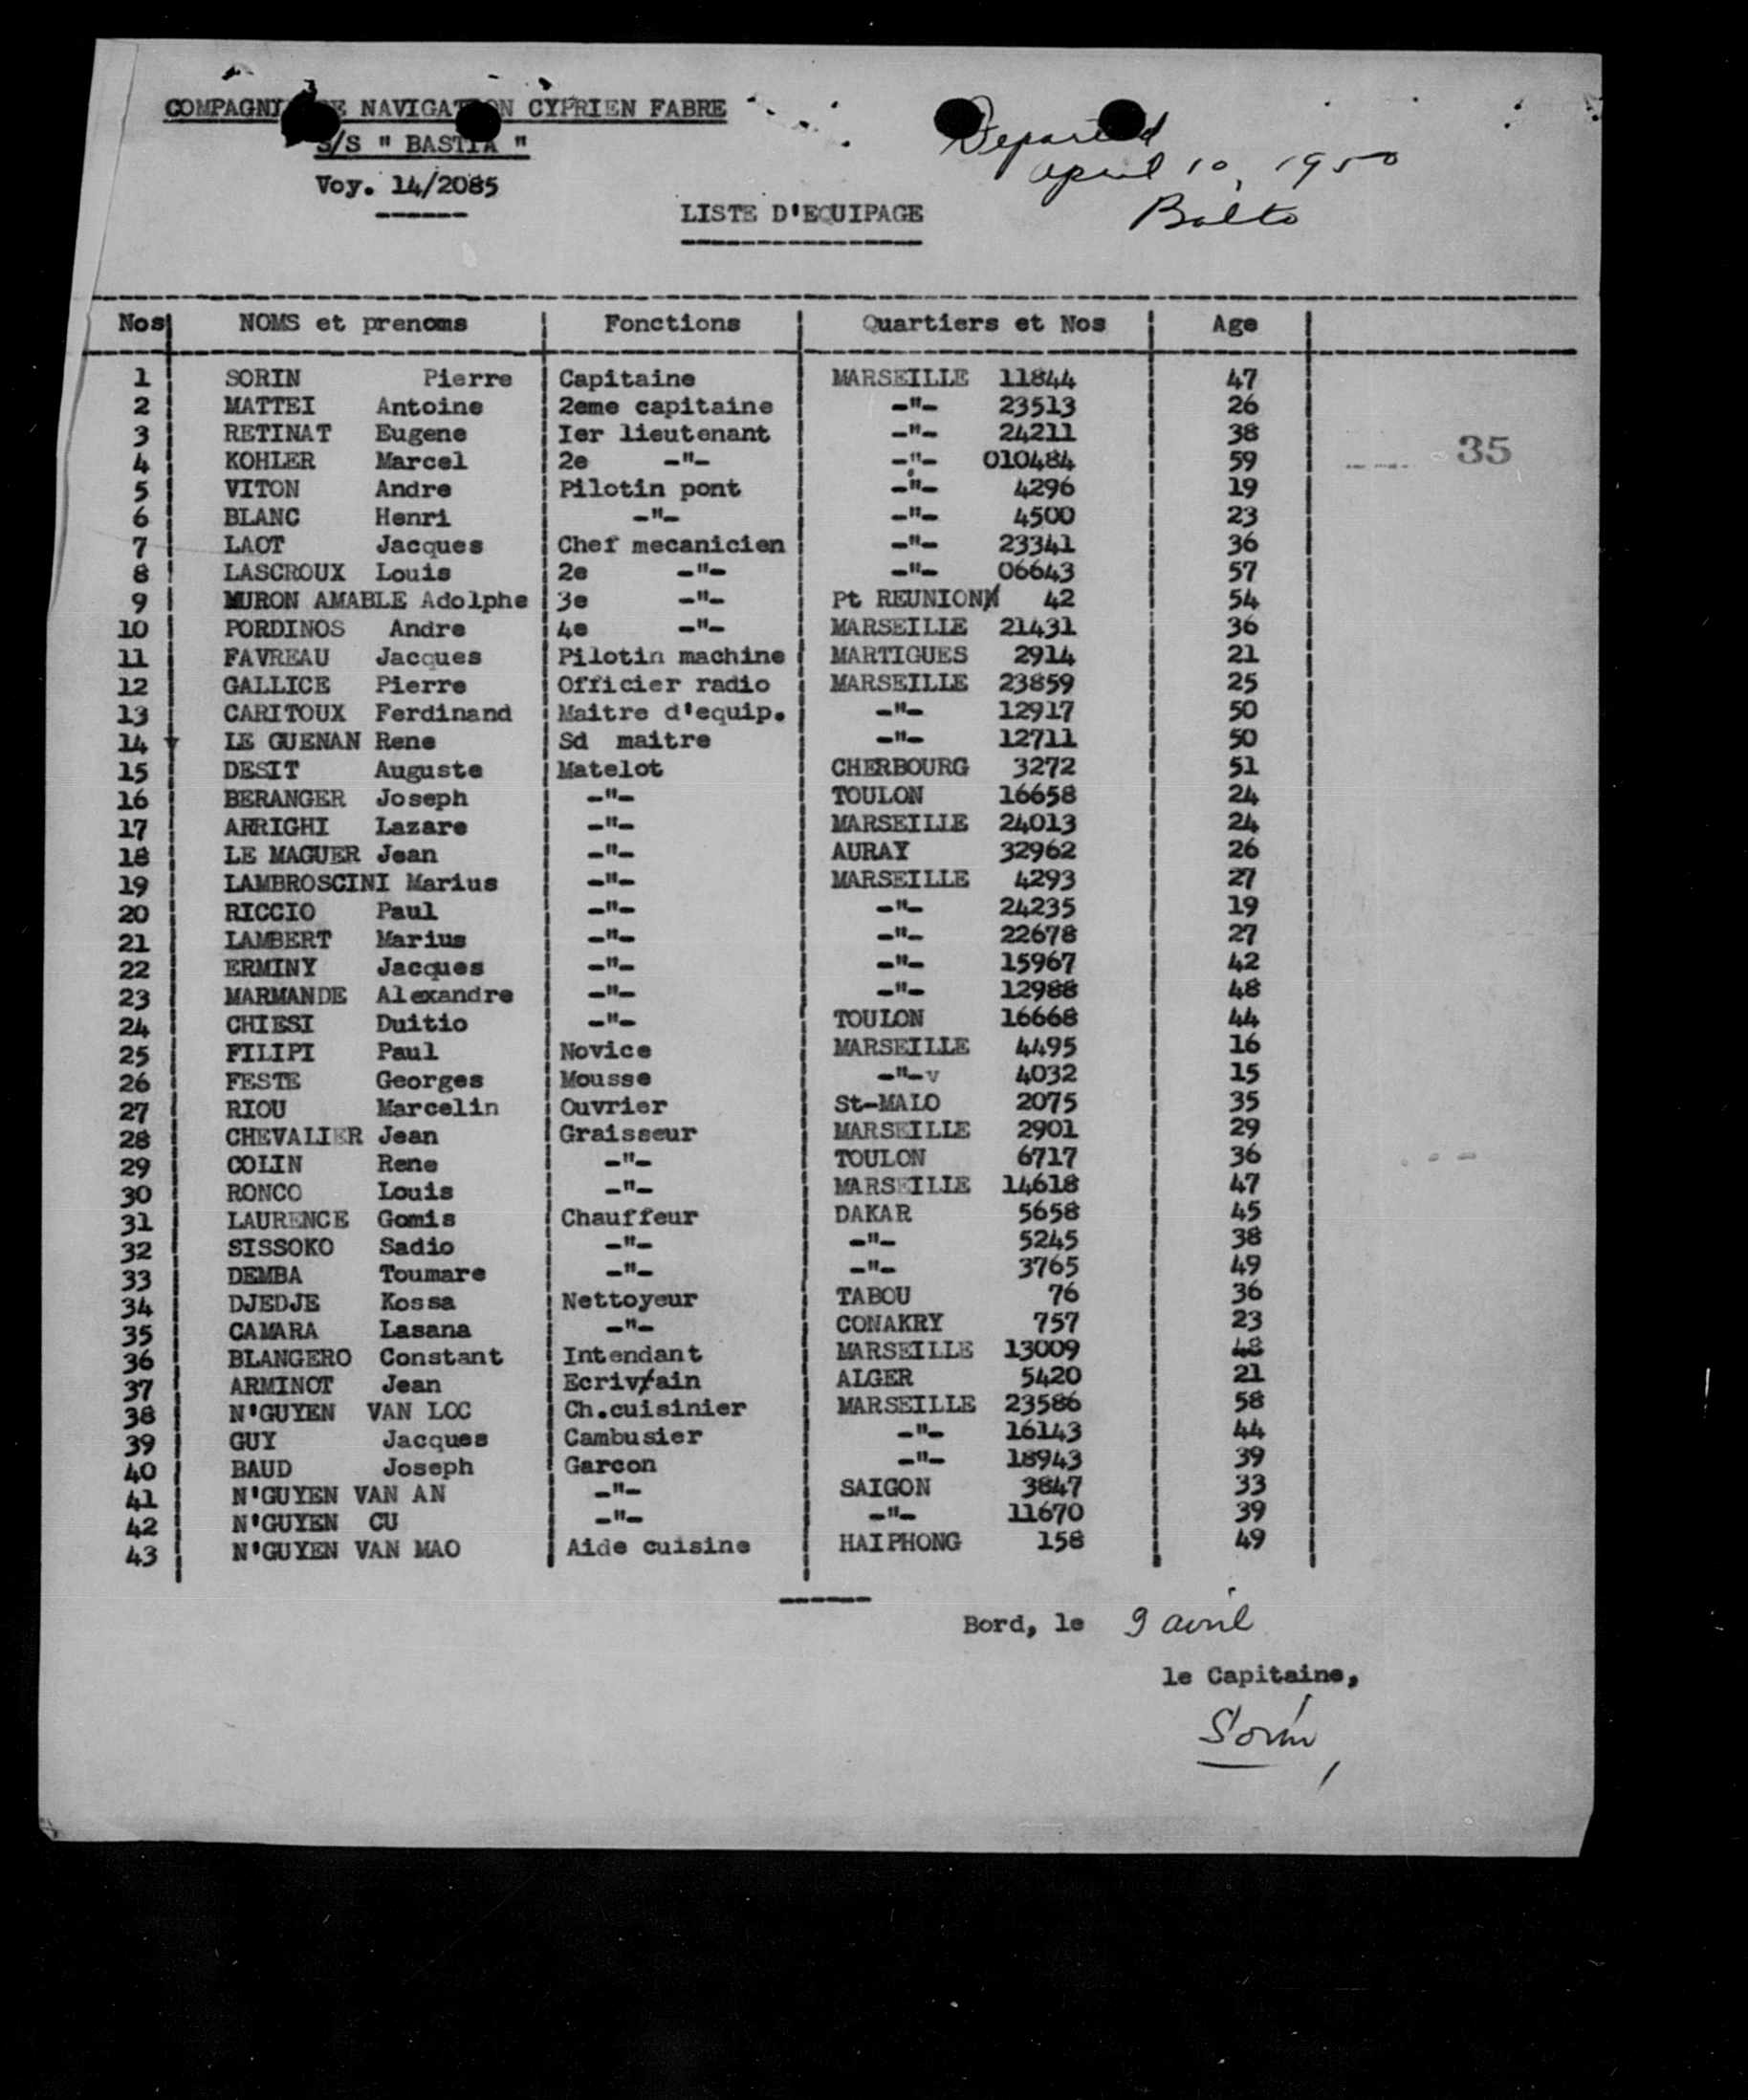 COMPAGNIE DE NAVIGATION CYPRIEN FABRE
S/S " BASTIA "
Voy. 14/2085
Departed
april 10, 1950
Balto
LISTE D'EQUIPAGE
Nos NOMS et prenoms Fonctions Quartiers et Nos Age
1 SORIN Pierre Capitaine MARSEILLE 11844 47
2 MATTEI Antoine 2eme capitaine -"- 23513 26
3 RETINAT Eugene Ier lieutenant -"- 24211 38
4 KOHLER Marcel 2e -"- -"- 010484 59
35
5 VITON Andre Pilotin pont -"- 4296 19
6 BLANC Henri -"- -"- 4500 23
7 LAOT Jacques Chef mecanicien -"- 23341 36
8 LASCROUX Louis 2e -"- -"- 06643 57
9 MURON AMABLE Adolphe 3e -"- Pt REUNION 42 54
10 PORDINOS Andre 4e -"- MARSEILLE 21431 36
11 FAVREAU Jacques Pilotin machine MARTIGUES 2914 21
12 GALLICE Pierre Officier radio MARSEILLE 23859 25
13 CARITOUX Ferdinand Maitre d'equip. -"- 12917 50
14 LE GUENAN Rene Sd maitre -"- 12711 50
15 DESIT Auguste Matelot CHERBOURG 3272 51
16 BERANGER Joseph -"- TOULON 16658 24
17 ARRIGHI Lazare -"- MARSEILLE 24013 24
18 LE MAGUER Jean -"- AURAY 32962 26
19 LAMBROSCINI Marius -"- MARSEILLE 4293 27
20 RICCIO Paul -"- -"- 24235 19
21 LAMBERT Marius -"- -"- 22678 27
22 ERMINY Jacques -"- -"- 15967 42
23 MARMANDE Alexandre -"- -"- 12988 48
24 CHIESI Duitio -"- TOULON 16668 44
25 FILIPI Paul Novice MARSEILLE 4495 16
26 FESTE Georges Mousse -"-v 4032 15
27 RIOU Marcelin Ouvrier St-MALO 2075 35
28 CHEVALIER Jean Graisseur MARSEILLE 2901 29
29 COLIN Rene -"- TOULON 6717 36
30 RONCO Louis -"- MARSEILLE 14618 47
31 LAURENCE Gomis Chauffeur DAKAR 5658 45
32 SISSOKO Sadio -"- -"- 5245 38
33 DEMBA Toumare -"- -"- 3765 49
34 DJEDJE Kossa Nettoyeur TABOU 76 36
35 CAMARA Lasana -"- CONAKRY 757 23
36 BLANGERO Constant Intendant MARSEILLE 13009 48
37 ARMINOT Jean Ecrivain ALGER 5420 21
38 N'GUYEN VAN LOC Ch.cuisinier MARSEILLE 23586 58
39 GUY Jacques Cambusier -"- 16143 44
40 BAUD Joseph Garcon -"- 18943 39
41 N'GUYEN VAN AN -"- SAIGON 3847 33
42 N'GUYEN CU -"- -"- 11670 39
43 N'GUYEN VAN MAO Aide cuisine HAIPHONG 158 49
Bord, le 9 avril
le Capitaine,
Sorin